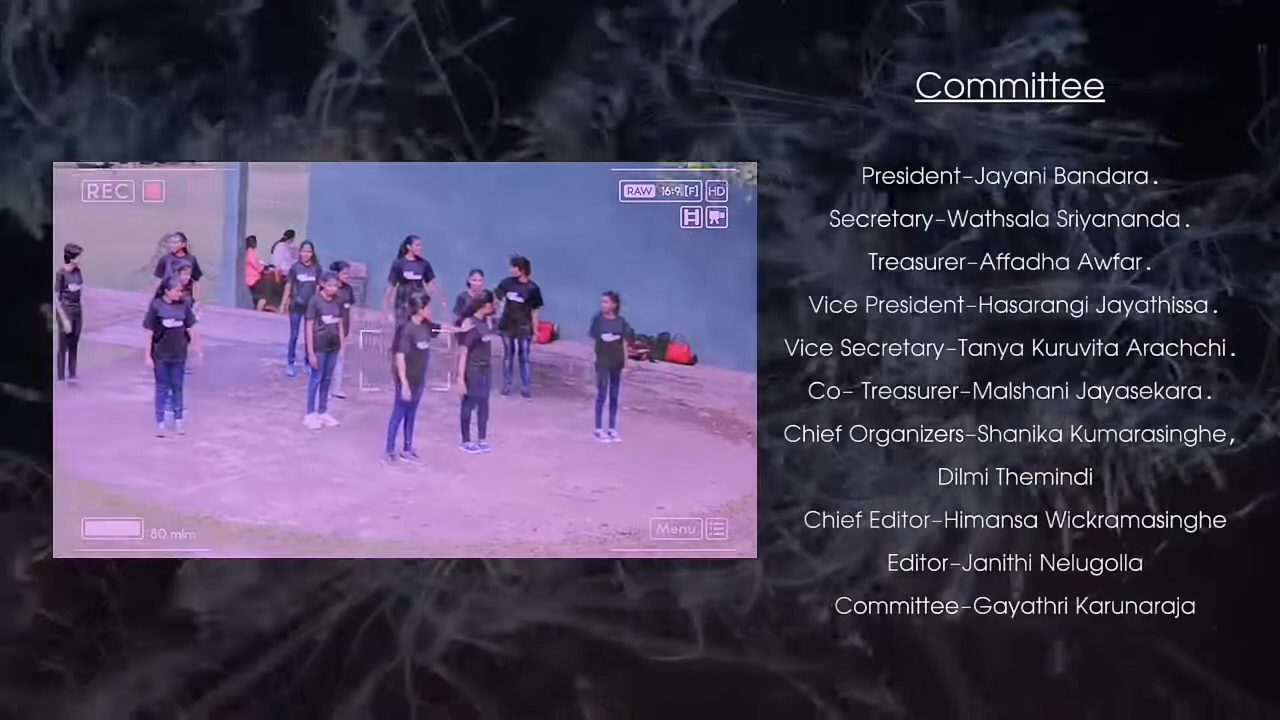 Committee
REC
RAW 16:9 [F] HD
President-Jayani Bandara.
Secretary-Wathsala Sriyananda.
Treasurer-Affadha Awfar.
Vice President-Hasarangi Jayathissa.
Vice Secretary-Tanya Kuruvita Arachchi.
Co- Treasurer-Malshani Jayasekara.
Chief Organizers-Shanika Kumarasinghe,
Dilmi Themindi
Chief Editor-Himansa Wickramasinghe
80 min
Menu
Editor-Janithi Nelugolla
Committee-Gayathri Karunaraja